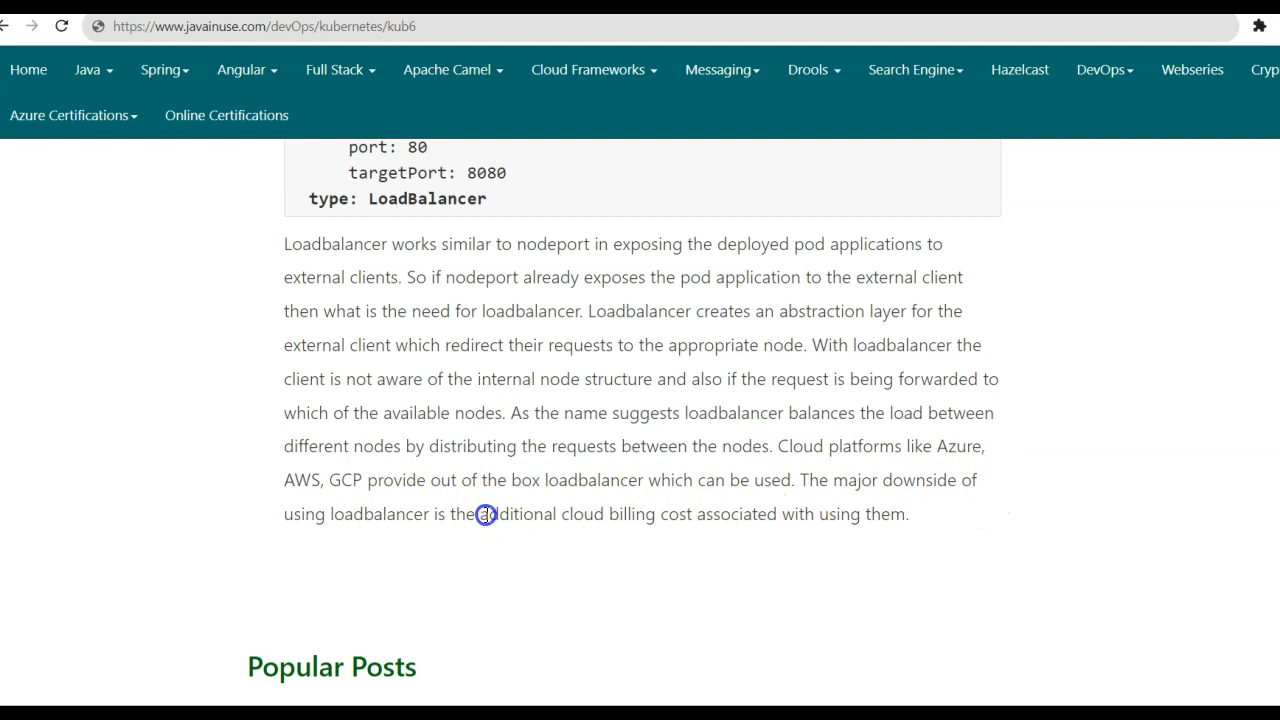 https://www.javainuse.com/devOps/kubernetes/kub6
Home Java Spring Angular Full Stack Apache Camel Cloud Frameworks Messaging Drools Search Engine Hazelcast DevOps Webseries Cryp
Azure Certifications Online Certifications
port: 80
targetPort: 8080
type: LoadBalancer
Loadbalancer works similar to nodeport in exposing the deployed pod applications to
external clients. So if nodeport already exposes the pod application to the external client
then what is the need for loadbalancer. Loadbalancer creates an abstraction layer for the
external client which redirect their requests to the appropriate node. With loadbalancer the
client is not aware of the internal node structure and also if the request is being forwarded to
which of the available nodes. As the name suggests loadbalancer balances the load between
different nodes by distributing the requests between the nodes. Cloud platforms like Azure,
AWS, GCP provide out of the box loadbalancer which can be used. The major downside of
using loadbalancer is the additional cloud billing cost associated with using them.
Popular Posts